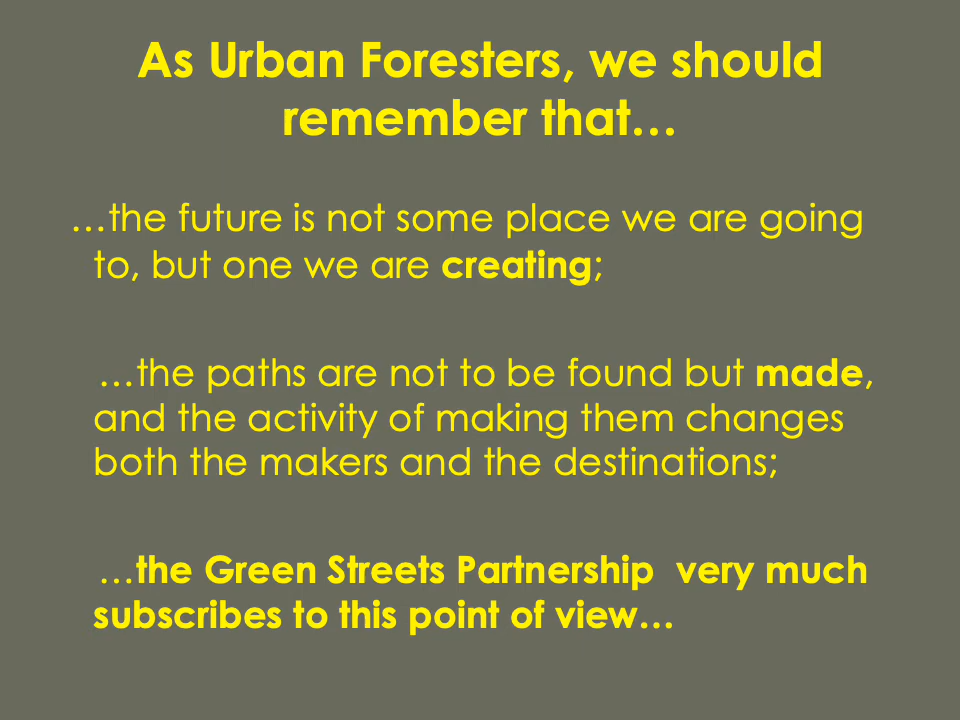 As Urban Foresters, we should
remember that…
…the future is not some place we are going
to, but one we are creating;
…the paths are not to be found but made,
and the activity of making them changes
both the makers and the destinations;
…the Green Streets Partnership  very much
subscribes to this point of view…